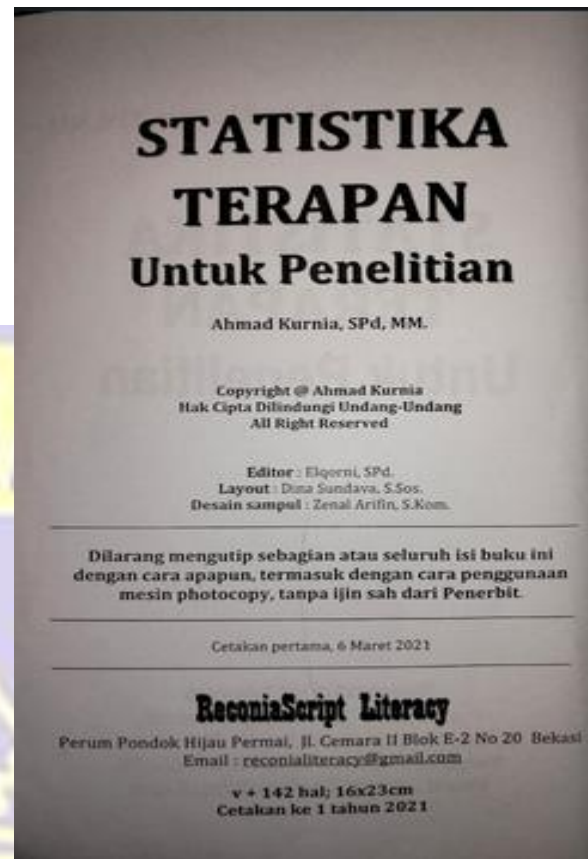 STATISTIKA
TERAPAN
Untuk Penelitian
Ahmad Kurnia, SPd, MM.
Copyright @ Ahmad Kurnia
Hak Cipta Dilindungi Undang-Undang
All Right Reserved
Editor : Elqorni, SPd.
Layout : Dina Sundava, S.Sos.
Desain sampul : Zenal Arifin, S.Kom.
Dilarang mengutip sebagian atau seluruh isi buku ini
dengan cara apapun, termasuk dengan cara penggunaan
mesin photocopy, tanpa ijin sah dari Penerbit.
Cetakan pertama, 6 Maret 2021
ReconiaScript Literacy
Perum Pondok Hijau Permai, Jl. Cemara II Blok E-2 No 20 Bekasi
Email : reconialiteracy@gmail.com
v + 142 hal; 16x23cm
Cetakan ke 1 tahun 2021